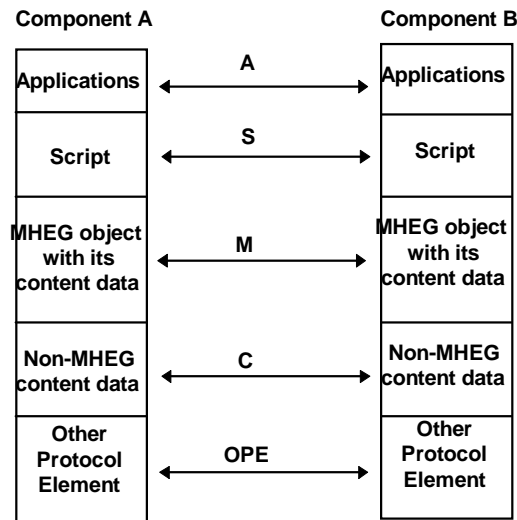 Component A
Component B
Applications
A
Applications
Script
S
Script
MHEG object
with its
content data
M
MHEG object
with its
content data
Non-MHEG
content data
C
Non-MHEG
content data
Other
Protocol
Element
OPE
Other
Protocol
Element